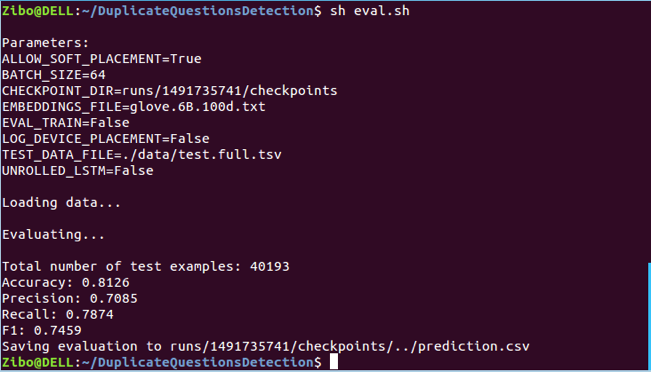 Zibo@DELL:~/DuplicateQuestionsDetection$ sh eval.sh
Parameters:
ALLOW_SOFT_PLACEMENT=True
BATCH_SIZE=64
CHECKPOINT_DIR=runs/1491735741/checkpoints
EMBEDDINGS_FILE=glove.6B.100d.txt
EVAL_TRAIN=False
LOG_DEVICE_PLACEMENT=False
TEST_DATA_FILE=./data/test.full.tsv
UNROLLED_LSTM=False
Loading data...
Evaluating...
Total number of test examples: 40193
Accuracy: 0.8126
Precision: 0.7085
Recall: 0.7874
F1: 0.7459
Saving evaluation to runs/1491735741/checkpoints/../prediction.csv
Zibo@DELL:~/DuplicateQuestionsDetection$